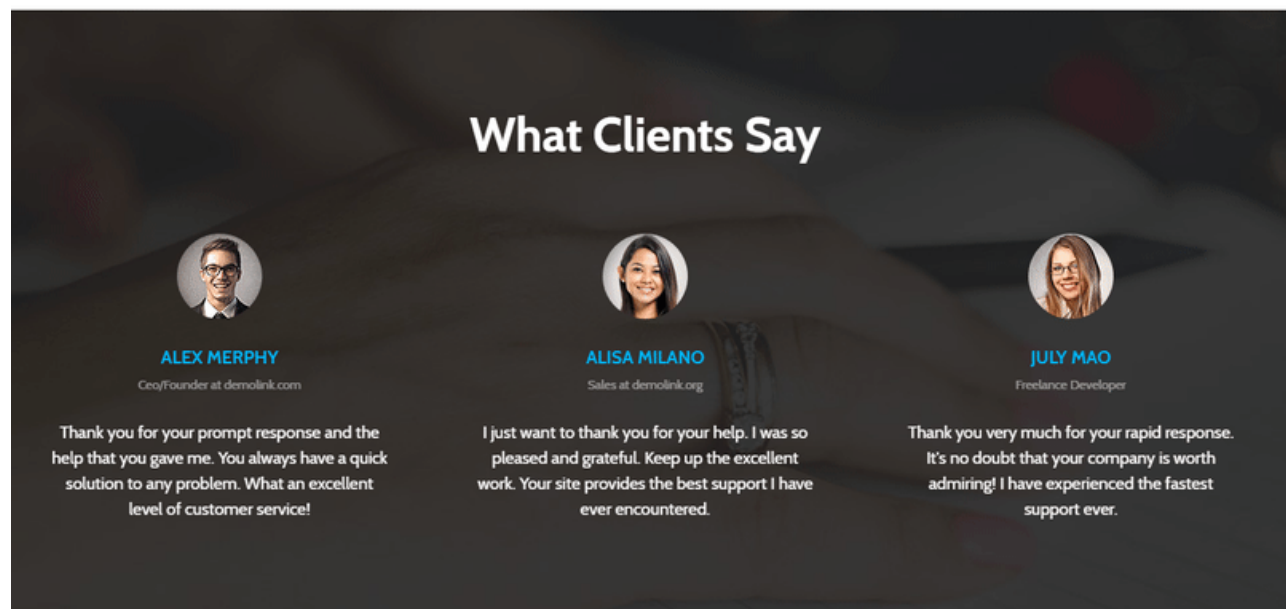 What Clients Say
ALEX MERPHY
Ceo/Founder at demolink.com
Thank you for your prompt response and the
help that you gave me. You always have a quick
solution to any problem. What an excellent
level of customer service!
ALISA MILANO
Sales at demolink.org
I just want to thank you for your help. I was so
pleased and grateful. Keep up the excellent
work. Your site provides the best support I have
ever encountered.
JULY MAO
Freelance Developer
Thank you very much for your rapid response.
It's no doubt that your company is worth
admiring! I have experienced the fastest
support ever.